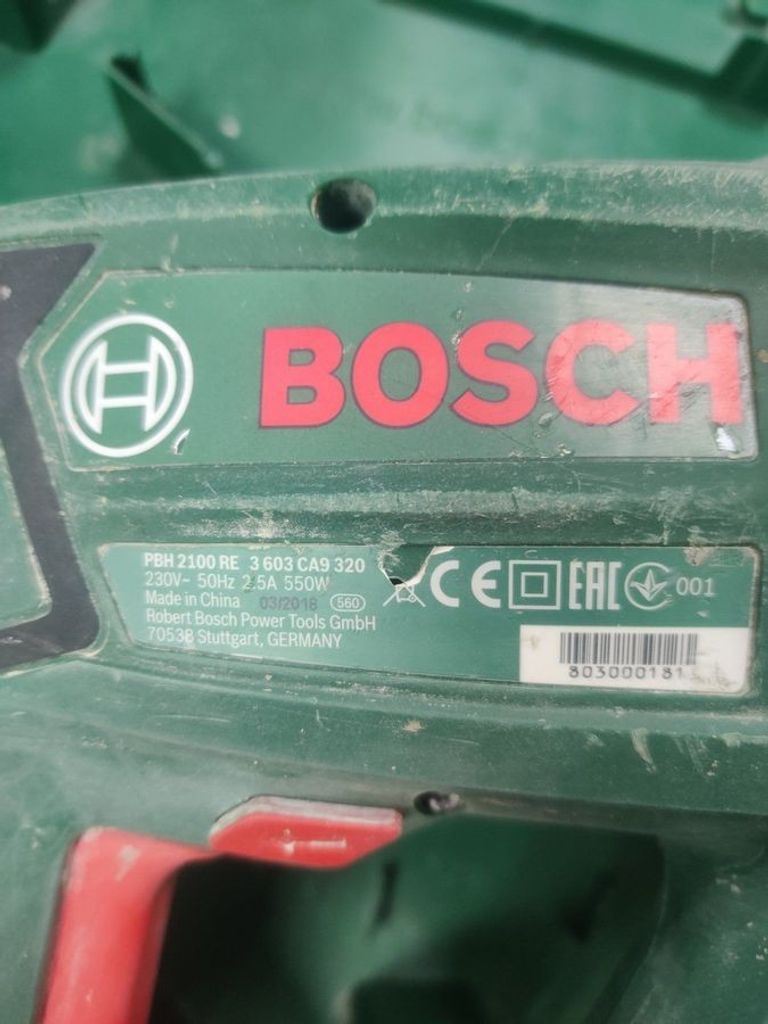 BOSCH
PBH 2100 RE 3 603 CA9 320
230V~ 50Hz 2.5A 550W
Made in China 03/2018 560
Robert Bosch Power Tools GmbH
70538 Stuttgart, GERMANY
CE EAC 001
803000181